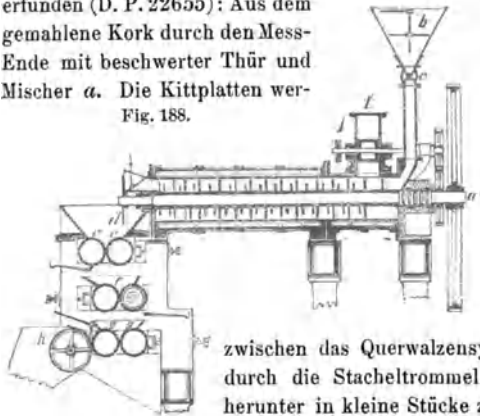 erfunden (D. P. 22655): Aus dem
gemahlene Kork durch den Mess-
Ende mit beschwerter Thür und
Mischer a. Die Kittplatten wer-
Fig. 188.
b
c
f
a
d
e e
g
h
zwischen das Querwalzensy
durch die Stacheltrommel
herunter in kleine Stücke z